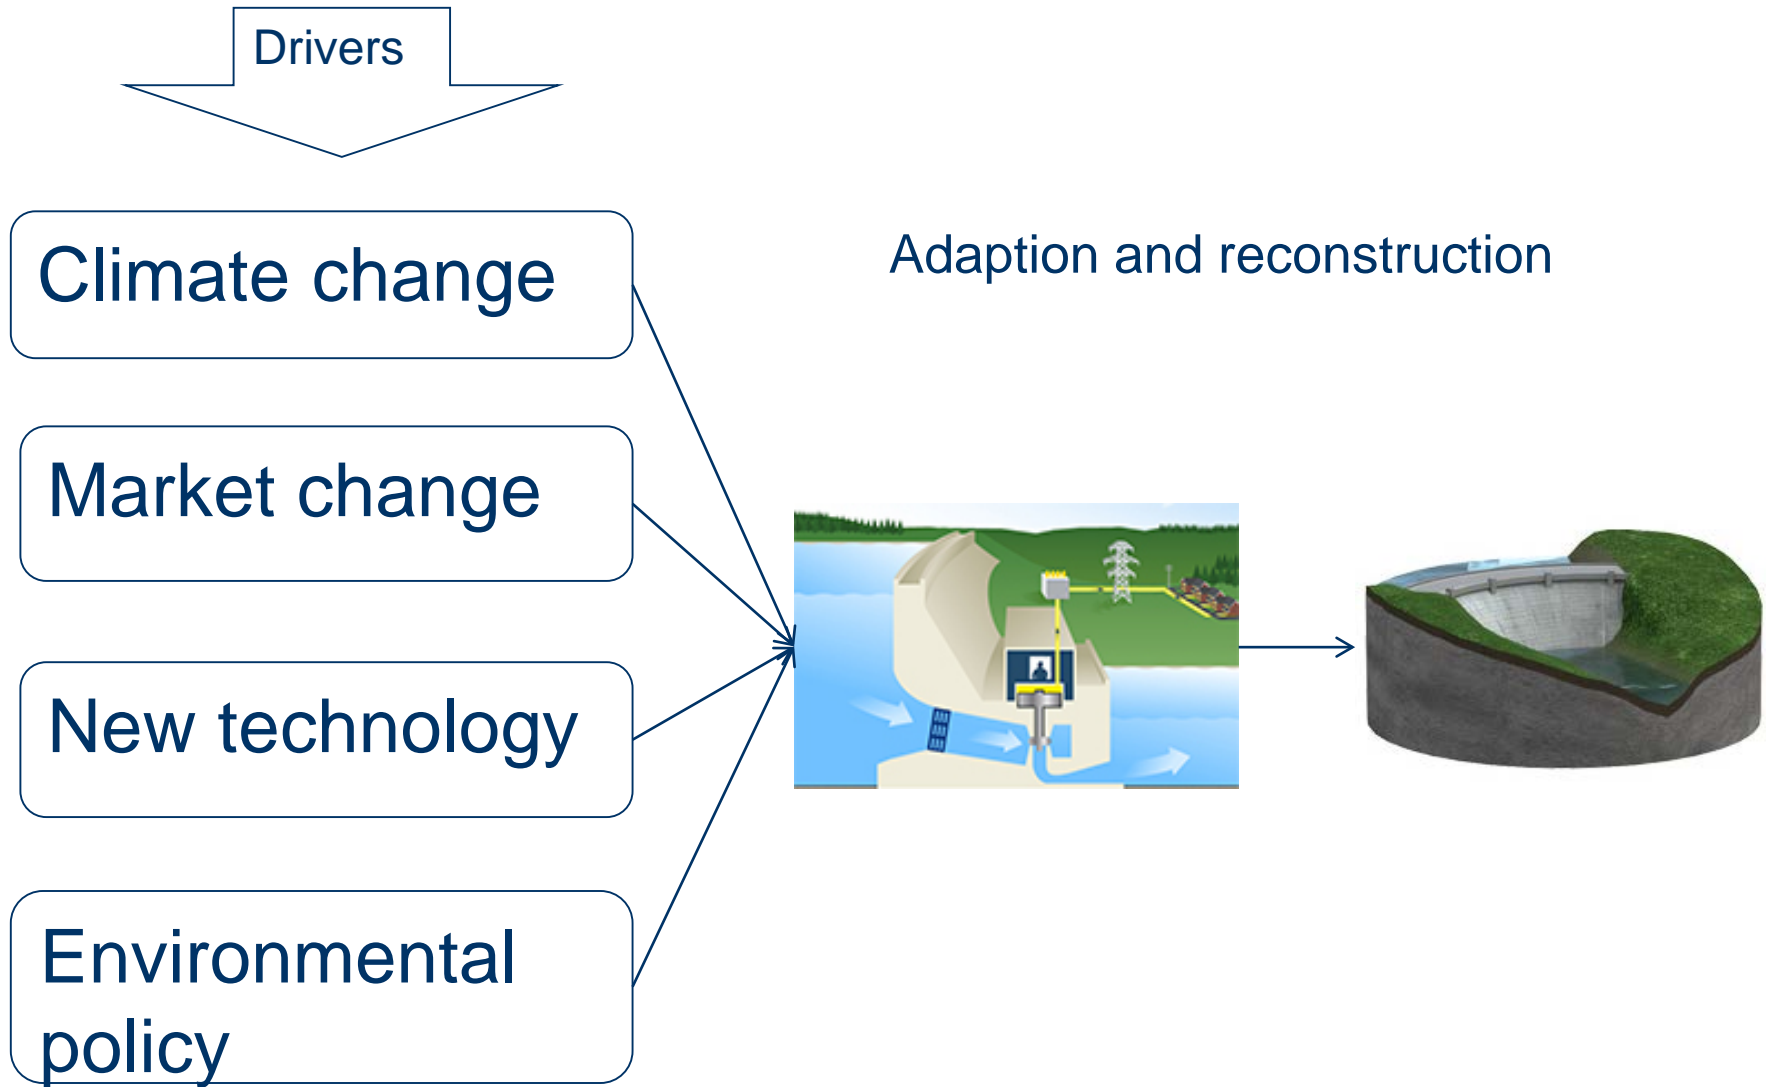 Drivers
Climate change
Adaption and reconstruction
Market change
New technology
Environmental
policy